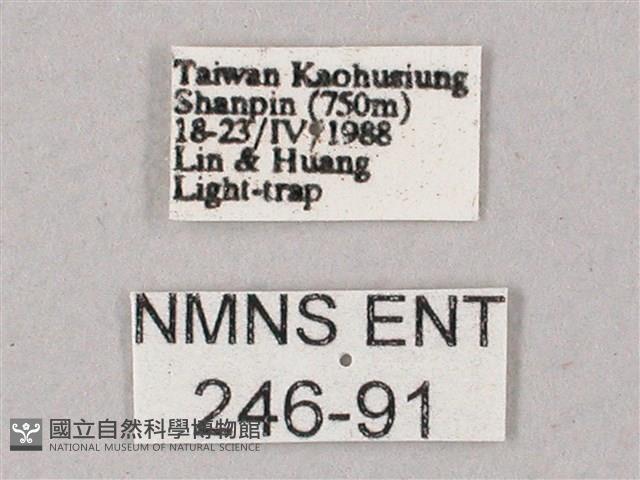 Taiwan Kaohusiung
Shanpin (750m)
18-23/IV/1988
Lin & Huang
Light-trap
NMNS ENT
246-91
國立自然科學博物館
NATIONAL MUSEUM OF NATURAL SCIENCE